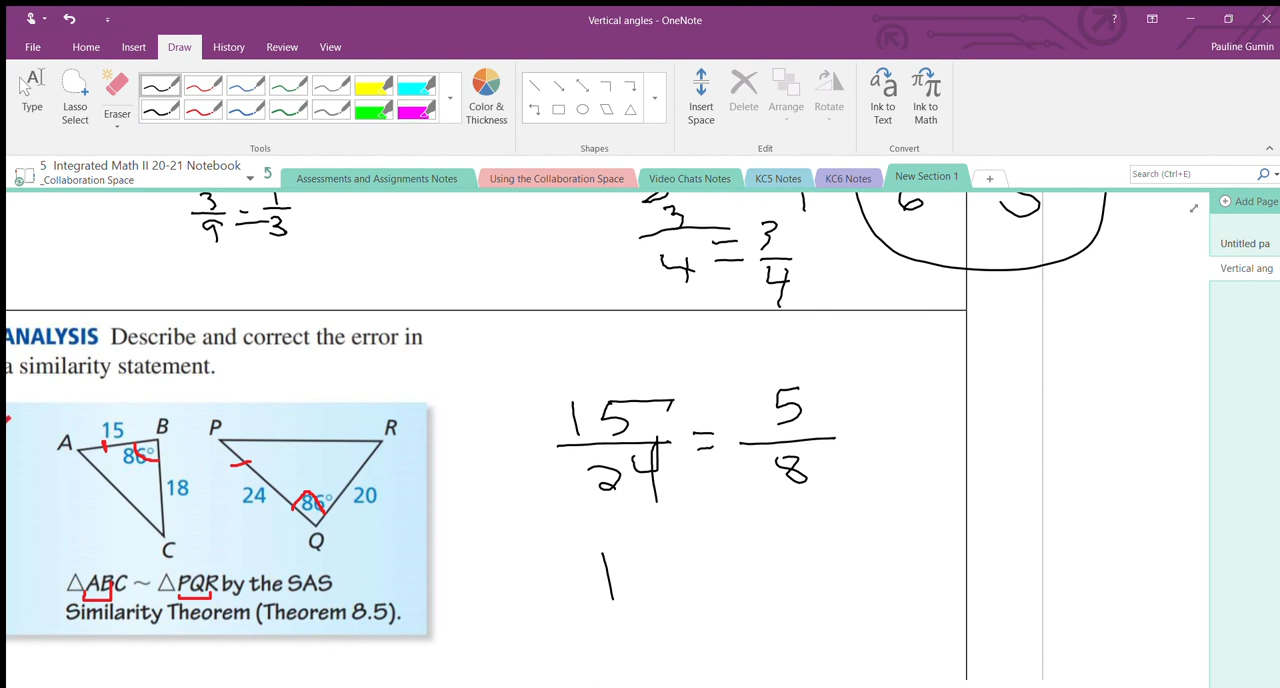 Vertical angles - OneNote
?
File Home Insert Draw History Review View
Pauline Gumin
Type
Lasso Select
Eraser
Color & Thickness
Insert Space
Delete
Arrange
Rotate
Ink to Text
Ink to Math
Tools
Shapes
Edit
Convert
5 Integrated Math II 20-21 Notebook
_Collaboration Space
5
Assessments and Assignments Notes
Using the Collaboration Space
Video Chats Notes
KC5 Notes
KC6 Notes
New Section 1
+
Search (Ctrl+E)
Add Page
Untitled pa
Vertical ang
3/9 = 1/3
3/4 = 3/4
6
ANALYSIS Describe and correct the error in
a similarity statement.
A 15 B 86° 18 C
P R 24 86° 20 Q
△ABC ~ △PQR by the SAS
Similarity Theorem (Theorem 8.5).
15/24 = 5/8
1